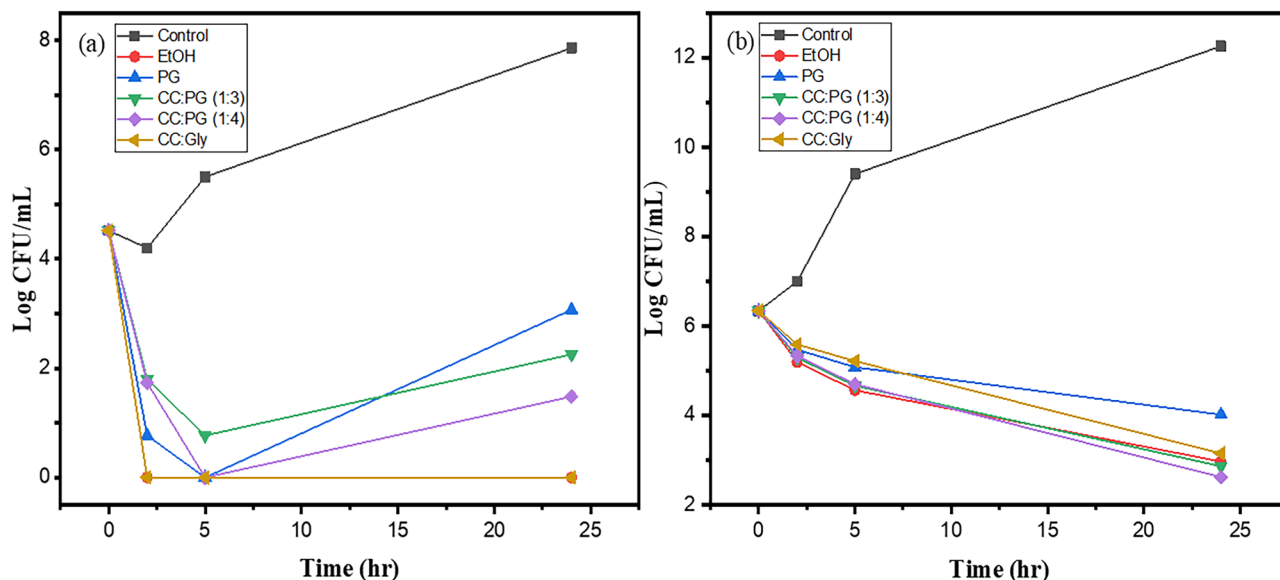 (a)
Control
EtOH
PG
CC:PG (1:3)
CC:PG (1:4)
CC:Gly
8
6
4
2
0
Log CFU/mL
0 5 10 15 20 25
Time (hr)
(b)
Control
EtOH
PG
CC:PG (1:3)
CC:PG (1:4)
CC:Gly
12
10
8
6
4
2
Log CFU/mL)
0 5 10 15 20 25
Time (hr)